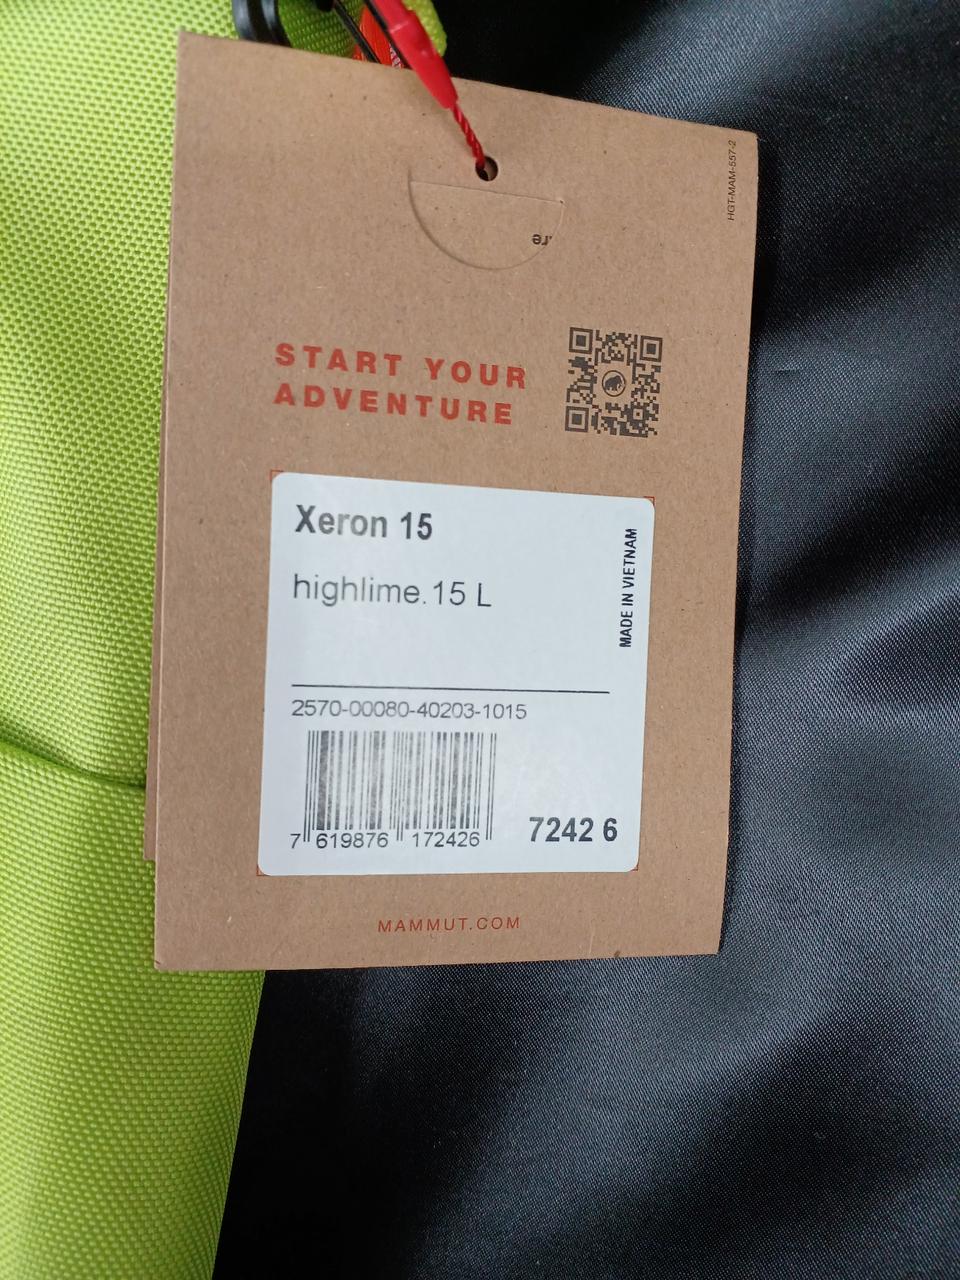 HGT-MAM-557-2
START YOUR
ADVENTURE
Xeron 15
highlime.15 L
MADE IN VIETNAM
2570-00080-40203-1015
7 619876 172426
7242 6
MAMMUT.COM